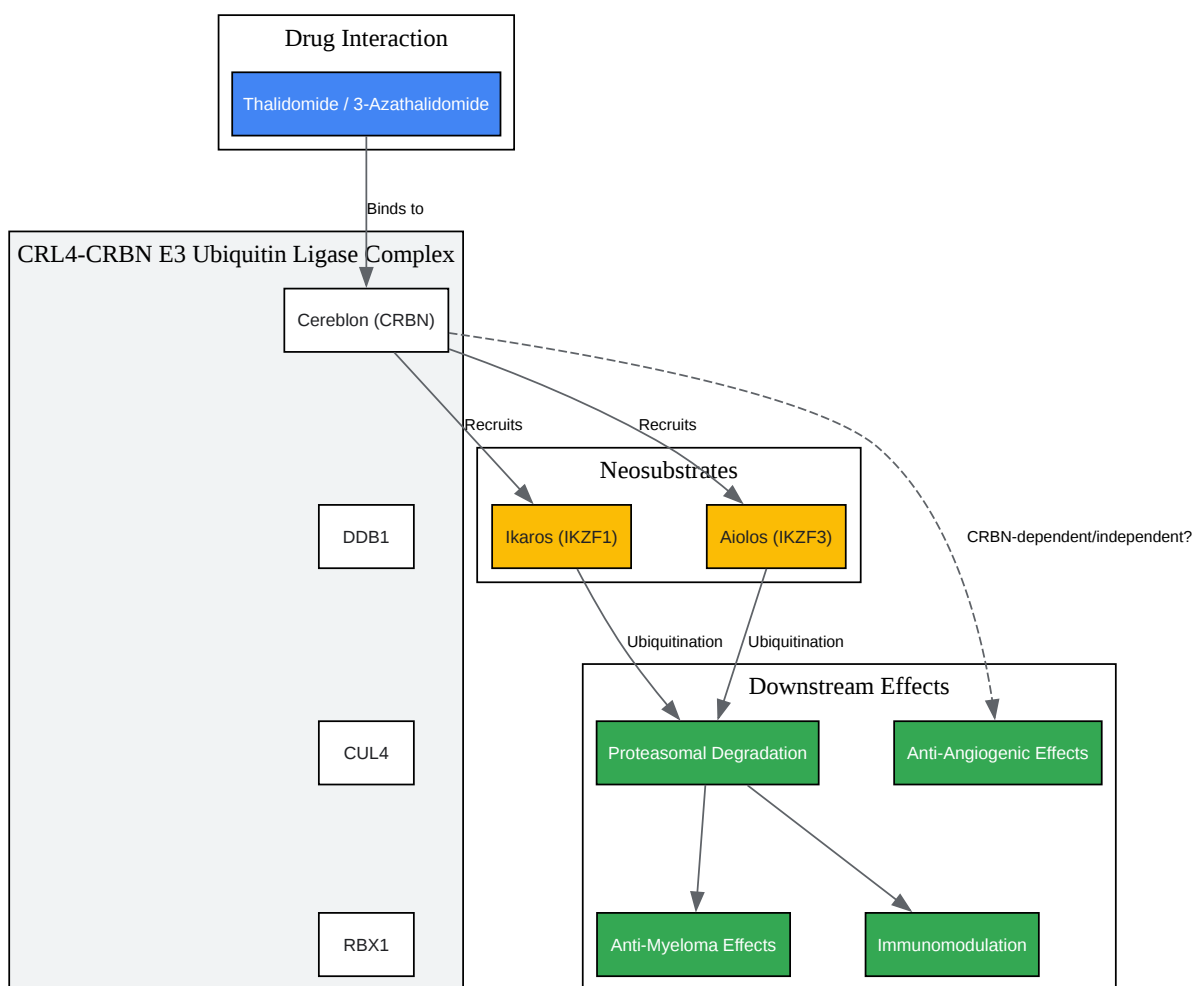 Drug Interaction
Thalidomide / 3-Azathalidomide
Binds to
CRL4-CRBN E3 Ubiquitin Ligase Complex
Cereblon (CRBN)
Recruits
Recruits
Neosubstrates
Ikaros (IKZF1)
Aiolos (IKZF3)
DDB1
CRBN-dependent/independent?
Ubiquitination
Ubiquitination
Downstream Effects
CUL4
Proteasomal Degradation
Anti-Angiogenic Effects
RBX1
Anti-Myeloma Effects
Immunomodulation